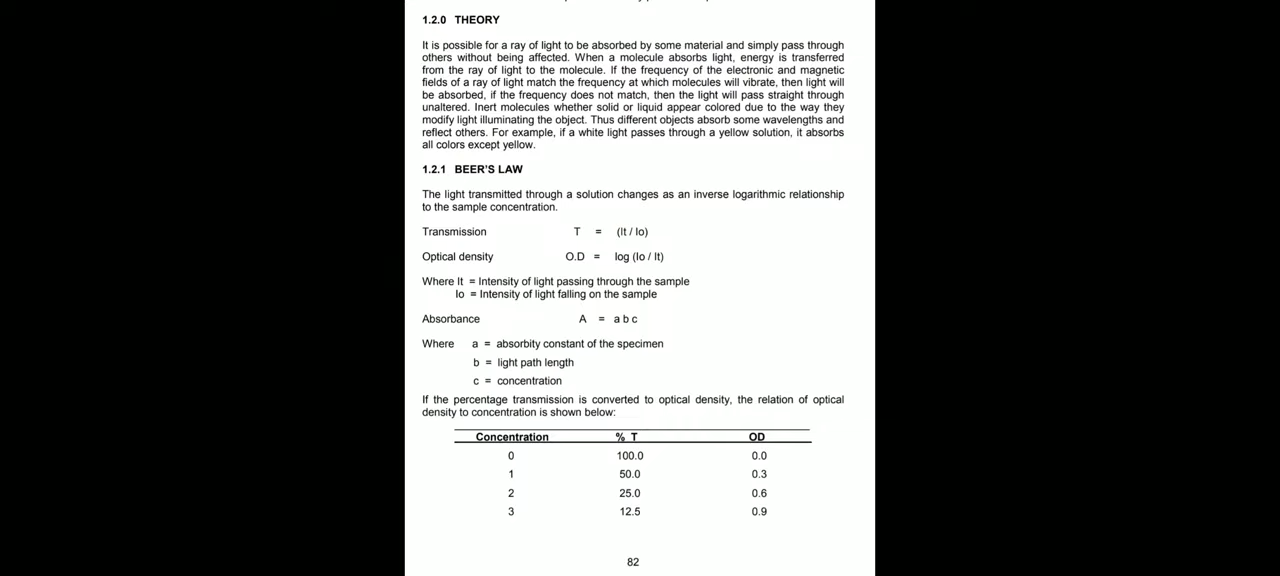 1.2.0 THEORY
It is possible for a ray of light to be absorbed by some material and simply pass through
others without being affected. When a molecule absorbs light, energy is transferred
from the ray of light to the molecule. If the frequency of the electronic and magnetic
fields of a ray of light match the frequency at which molecules will vibrate, then light will
be absorbed, if the frequency does not match, then the light will pass straight through
unaltered. Inert molecules whether solid or liquid appear colored due to the way they
modify light illuminating the object. Thus different objects absorb some wavelengths and
reflect others. For example, if a white light passes through a yellow solution, it absorbs
all colors except yellow.
1.2.1 BEER'S LAW
The light transmitted through a solution changes as an inverse logarithmic relationship
to the sample concentration.
Transmission T = (It / Io)
Optical density O.D = log (Io / It)
Where It = Intensity of light passing through the sample
Io = Intensity of light falling on the sample
Absorbance A = a b c
Where a = absorbity constant of the specimen
b = light path length
c = concentration
If the percentage transmission is converted to optical density, the relation of optical
density to concentration is shown below:
Concentration % T OD
0 100.0 0.0
1 50.0 0.3
2 25.0 0.6
3 12.5 0.9
82